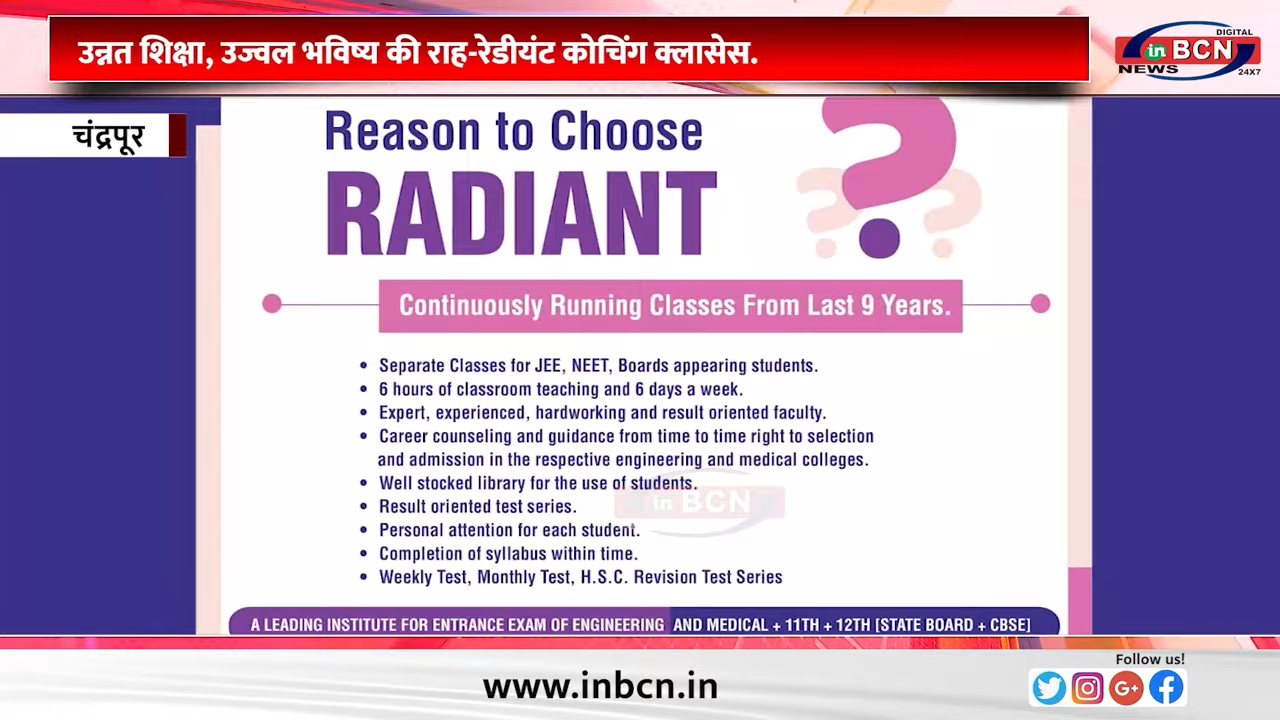 उन्नत शिक्षा, उज्वल भविष्य की राह-रेडीयंट कोचिंग क्लासेस.
DIGITAL
in BCN
NEWS 24X7
चंद्रपूर
Reason to Choose
RADIANT
Continuously Running Classes From Last 9 Years.
• Separate Classes for JEE, NEET, Boards appearing students.
• 6 hours of classroom teaching and 6 days a week.
• Expert, experienced, hardworking and result oriented faculty.
• Career counseling and guidance from time to time right to selection
and admission in the respective engineering and medical colleges.
• Well stocked library for the use of students.
in BCN
• Result oriented test series.
• Personal attention for each student.
• Completion of syllabus within time.
• Weekly Test, Monthly Test, H.S.C. Revision Test Series
A LEADING INSTITUTE FOR ENTRANCE EXAM OF ENGINEERING AND MEDICAL + 11TH + 12TH [STATE BOARD + CBSE]
Follow us!
www.inbcn.in